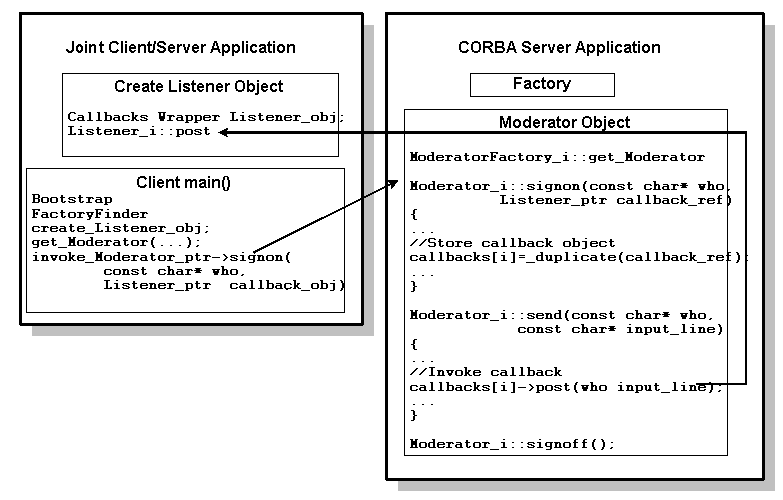 Joint Client/Server Application
Create Listener Object
Callbacks Wrapper Listener_obj;
Listener_i::post
Client main()
Bootstrap
FactoryFinder
create_Listener_obj;
get_Moderator(...);
invoke_Moderator_ptr->signon(
const char* who,
Listener_ptr callback_obj)
CORBA Server Application
Factory
Moderator Object
ModeratorFactory_i::get_Moderator
Moderator_i::signon(const char* who,
Listener_ptr callback_ref)
{
...
//Store callback object
callbacks[i]=_duplicate(callback_ref);
...
}
Moderator_i::send(const char* who,
const char* input_line)
{
...
//Invoke callback
callbacks[i]->post(who input_line);
...
}
Moderator_i::signoff();